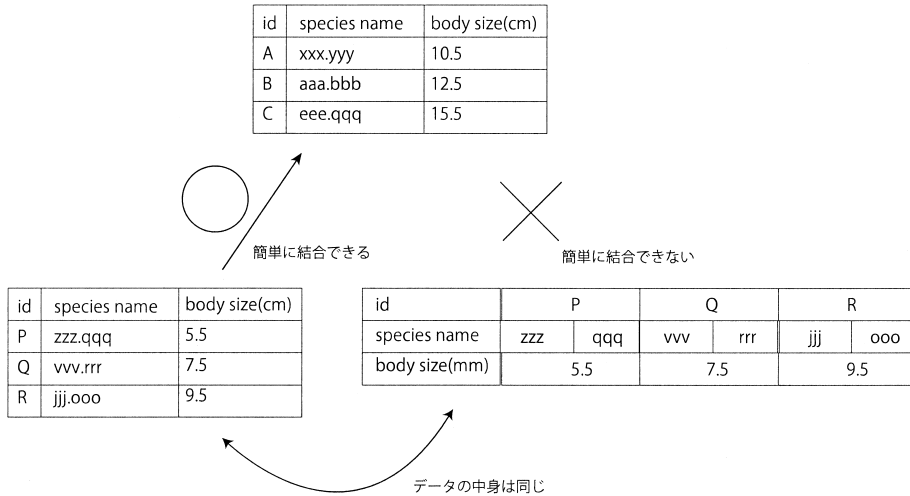 id species name body size(cm)
A xxx.yyy 10.5
B aaa.bbb 12.5
C eee.qqq 15.5
簡単に結合できる
簡単に結合できない
id species name body size(cm)
P zzz.qqq 5.5
Q vvv.rrr 7.5
R jjj.ooo 9.5
id P Q R
species name zzz qqq vvv rrr jjj ooo
body size(mm) 5.5 7.5 9.5
データの中身は同じ